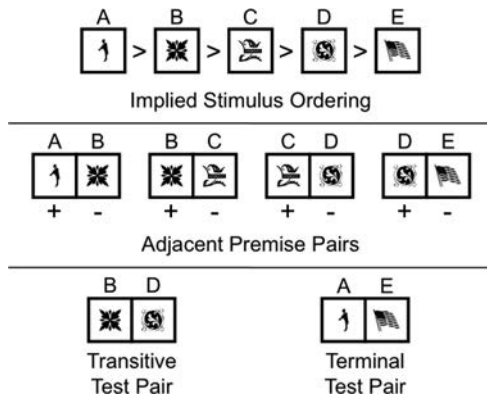 A B C D E
> > > >
Implied Stimulus Ordering
A B B C C D D E
+ - + - + - + -
Adjacent Premise Pairs
B D A E
Transitive Terminal
Test Pair Test Pair